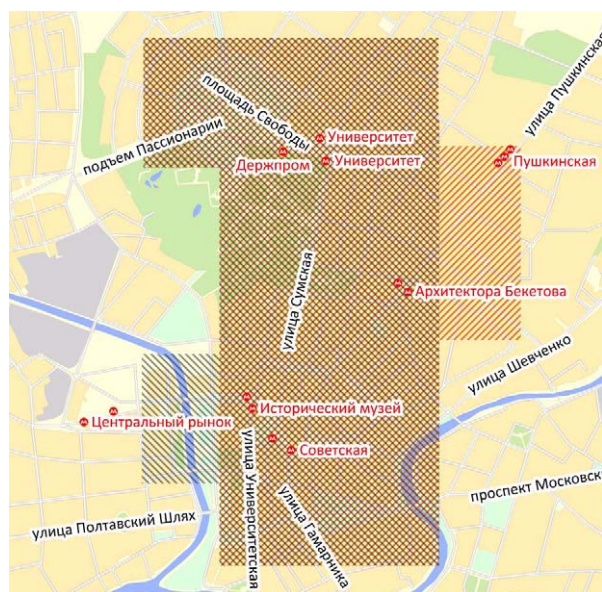 улица Пушкинская
площадь Свободы
Университет
подъем Пассионарии
Держпром
Университет
Пушкинская
улица Сумская
Архитектора Бекетова
улица Шевченко
Исторический музей
Центральный рынок
Советская
улица Университетская
улица Гамарника
проспект Московск
улица Полтавский Шлях